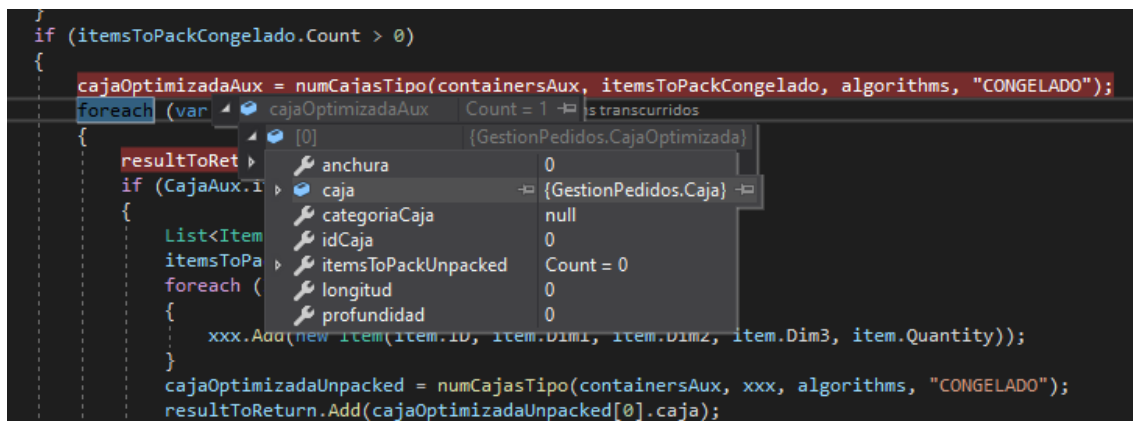 }
if (itemsToPackCongelado.Count > 0)
{
cajaOptimizadaAux = numCajasTipo(containersAux, itemsToPackCongelado, algorithms, "CONGELADO");
foreach (var cajaOptimizadaAux Count = 1 s transcurridos
{ [0] {GestionPedidos.CajaOptimizada}
resultToRet anchura 0
if (CajaAux.i caja {GestionPedidos.Caja}
{ categoriaCaja null
List<Item idCaja 0
itemsToPa itemsToPackUnpacked Count = 0
foreach ( longitud 0
{ profundidad 0
xxx.Add(new Item(item.ID, item.Dim1, item.Dim2, item.Dim3, item.Quantity));
}
cajaOptimizadaUnpacked = numCajasTipo(containersAux, xxx, algorithms, "CONGELADO");
resultToReturn.Add(cajaOptimizadaUnpacked[0].caja);